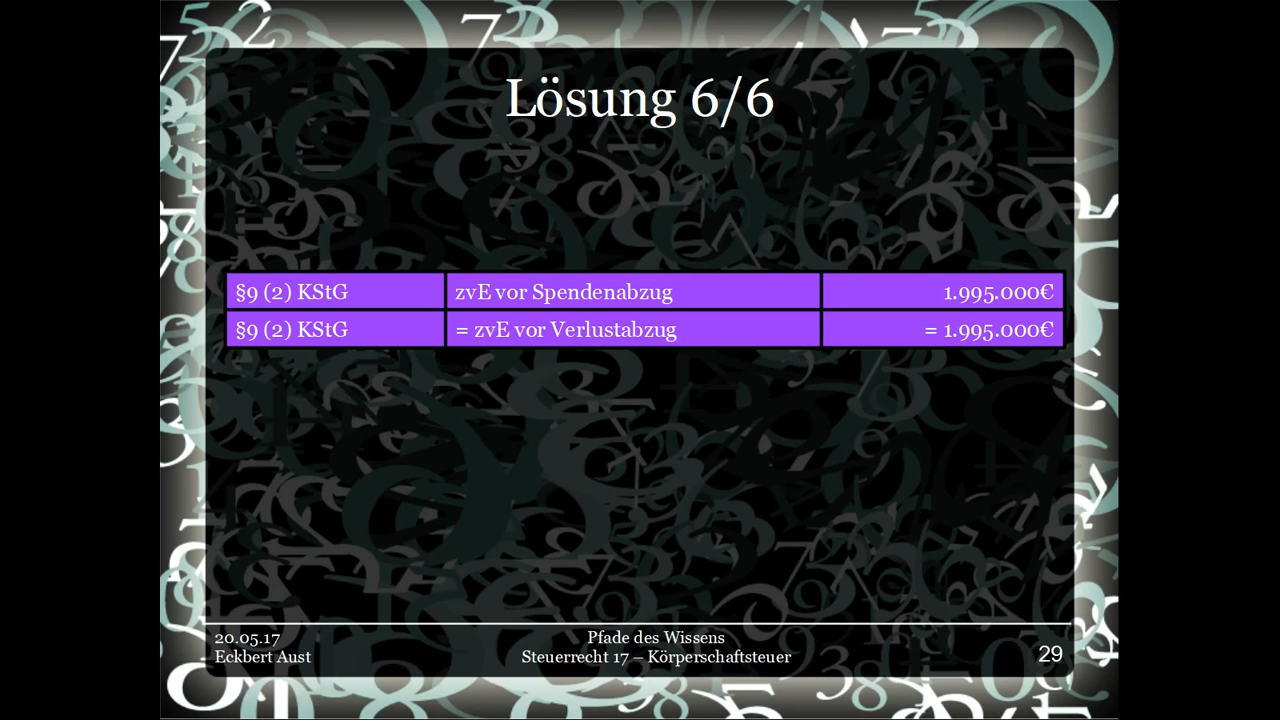 Lösung 6/6
§9 (2) KStG zvE vor Spendenabzug 1.995.000€
§9 (2) KStG = zvE vor Verlustabzug = 1.995.000€
20.05.17 Pfade des Wissens
Eckbert Aust Steuerrecht 17 – Körperschaftsteuer 29